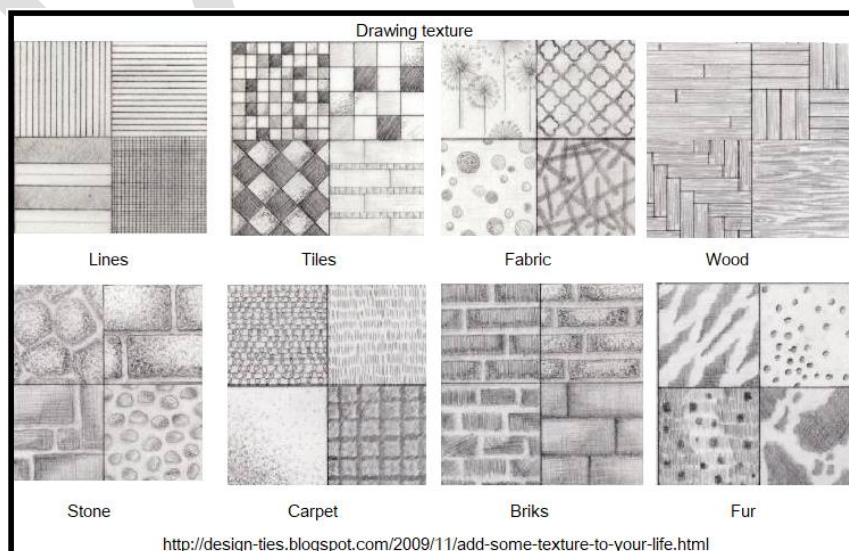 Drawing texture
Lines Tiles Fabric Wood
Stone Carpet Briks Fur
http://design-ties.blogspot.com/2009/11/add-some-texture-to-your-life.html